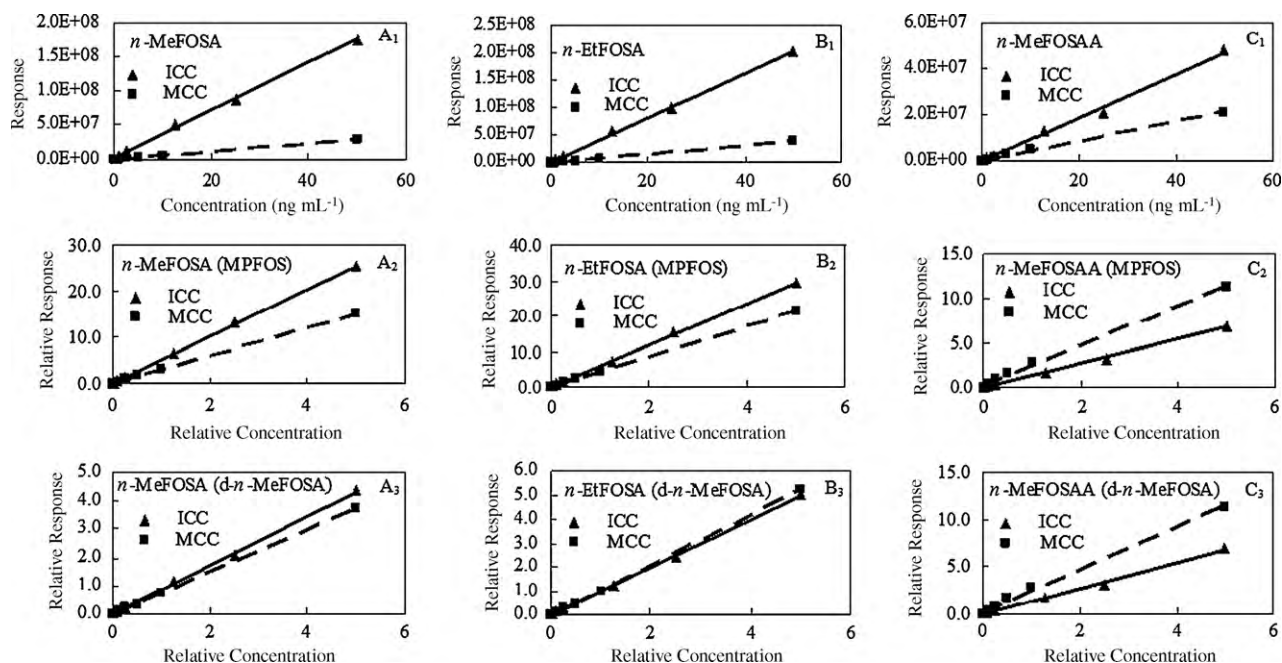 2.0E+08
1.5E+08
1.0E+08
5.0E+07
0.0E+00
Response
n-MeFOSA
A1
ICC
MCC
0 20 40 60
Concentration (ng mL-1)
2.5E+08
2.0E+08
1.5E+08
1.0E+08
5.0E+07
0.0E+00
Response
n-EtFOSA
B1
ICC
MCC
0 20 40 60
Concentration (ng mL-1)
6.0E+07
4.0E+07
2.0E+07
0.0E+00
Response
n-MeFOSAA
C1
ICC
MCC
0 20 40 60
Concentration (ng mL-1)
30.0
20.0
10.0
0.0
Relative Response
n-MeFOSA (MPFOS)
A2
ICC
MCC
0 2 4 6
Relative Concentration
40.0
30.0
20.0
10.0
0.0
Relative Response
n-EtFOSA (MPFOS)
B2
ICC
MCC
0 2 4 6
Relative Concentration
15.0
10.0
5.0
0.0
Relative Response
n-MeFOSAA (MPFOS)
C2
ICC
MCC
0 2 4 6
Relative Concentration
5.0
4.0
3.0
2.0
1.0
0.0
Relative Response
n-MeFOSA (d-n-MeFOSA)
A3
ICC
MCC
0 2 4 6
Relative Concentration
6.0
5.0
4.0
3.0
2.0
1.0
0.0
Relative Response
n-EtFOSA (d-n-MeFOSA)
B3
ICC
MCC
0 2 4 6
Relative Concentration
15.0
10.0
5.0
0.0
Relative Response
n-MeFOSAA (d-n-MeFOSA)
C3
ICC
MCC
0 2 4 6
Relative Concentration